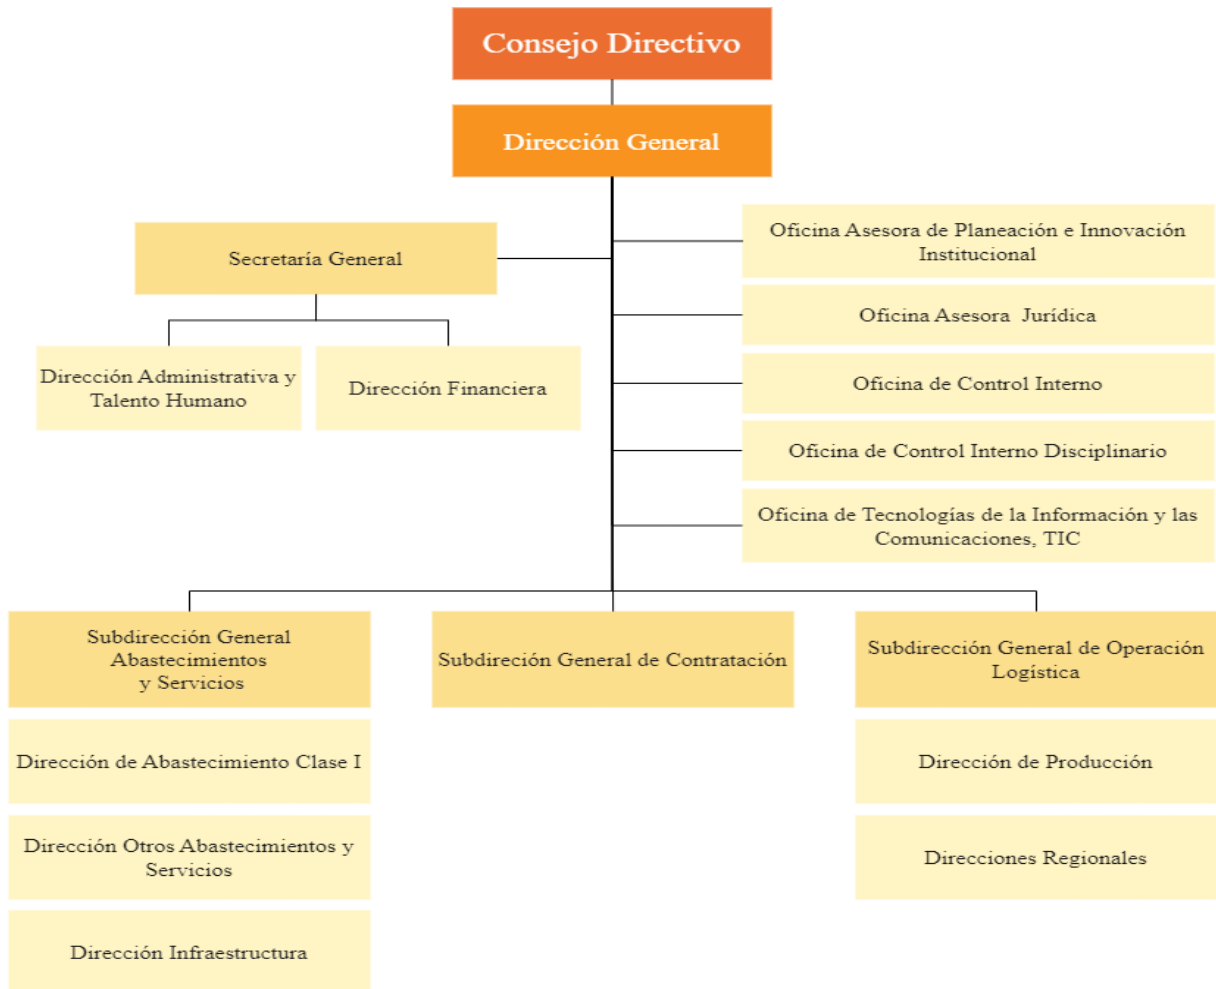 Consejo Directivo
Dirección General
Secretaría General
Dirección Administrativa y
Talento Humano
Dirección Financiera
Oficina Asesora de Planeación e Innovación
Institucional
Oficina Asesora  Jurídica
Oficina de Control Interno
Oficina de Control Interno Disciplinario
Oficina de Tecnologías de la Información y las
Comunicaciones, TIC
Subdirección General
Abastecimientos
y Servicios
Dirección de Abastecimiento Clase I
Dirección Otros Abastecimientos y
Servicios
Dirección Infraestructura
Subdireción General de Contratación
Subdirección General de Operación
Logística
Dirección de Producción
Direcciones Regionales